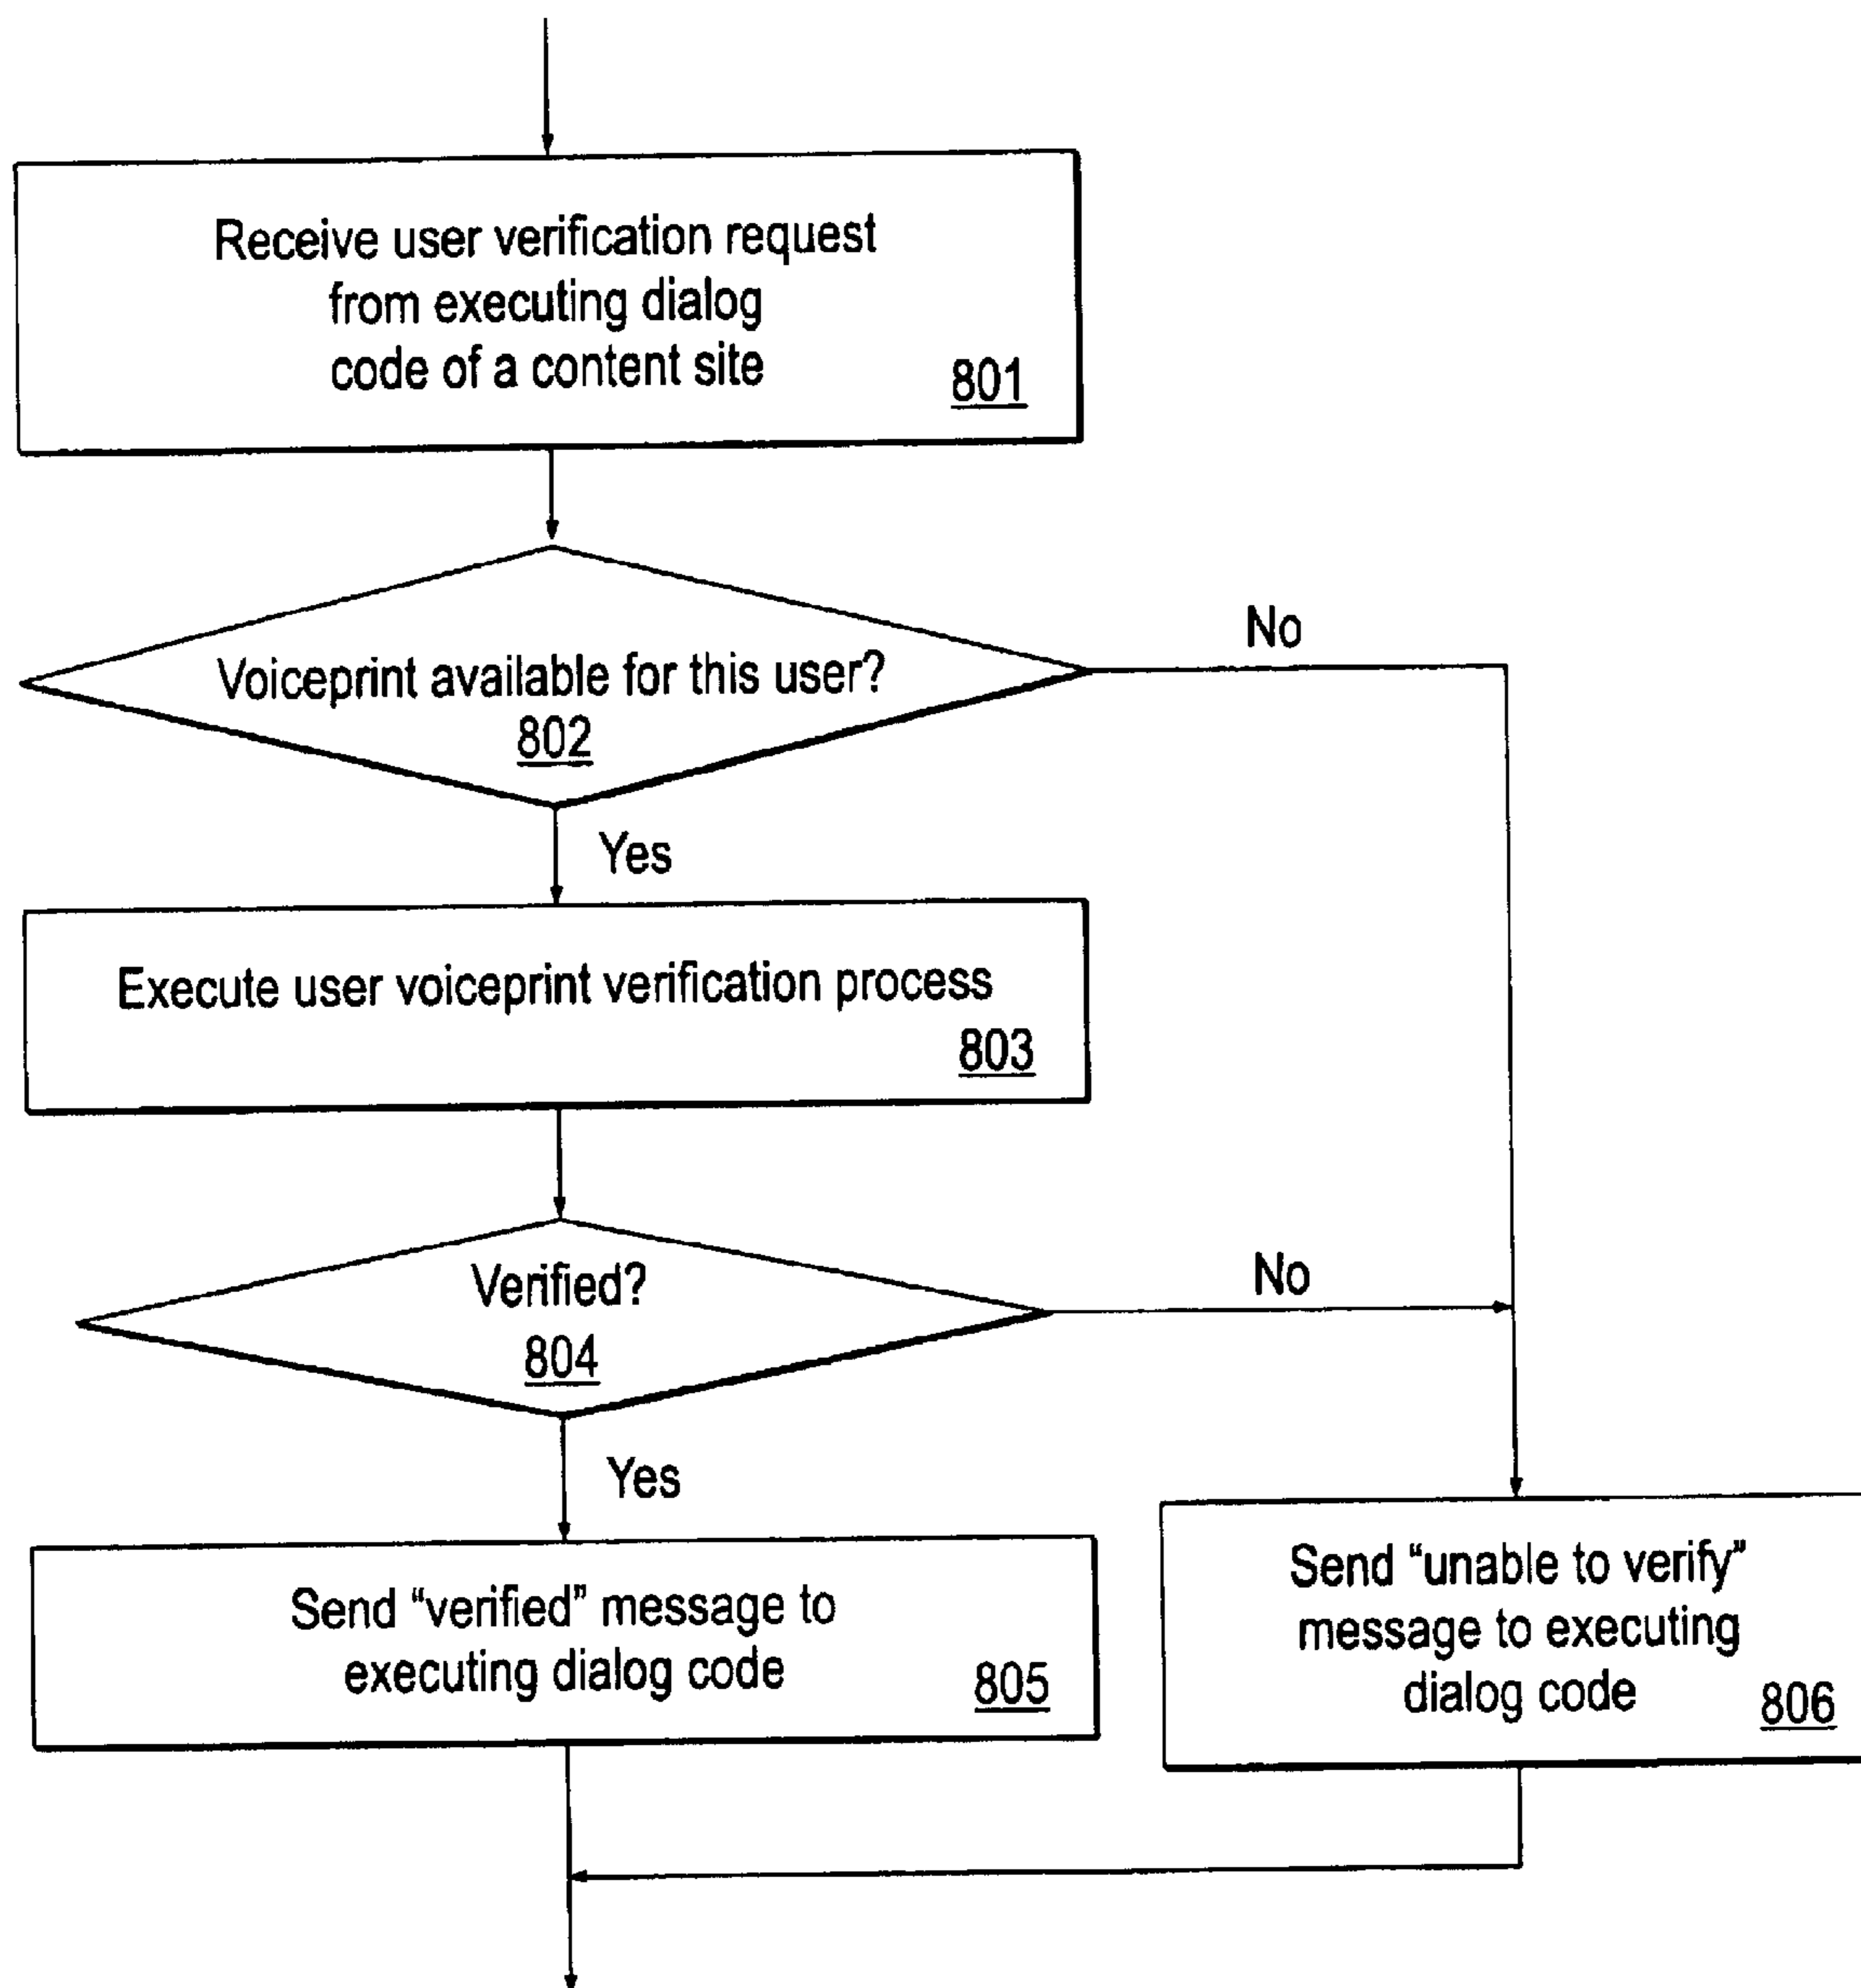 Receive user verification request
from executing dialog
code of a content site
801
Voiceprint available for this user?
802
No
Yes
Execute user voiceprint verification process
803
Verified?
804
No
Yes
Send “verified” message to
executing dialog code
805
Send “unable to verify”
message to executing
dialog code
806